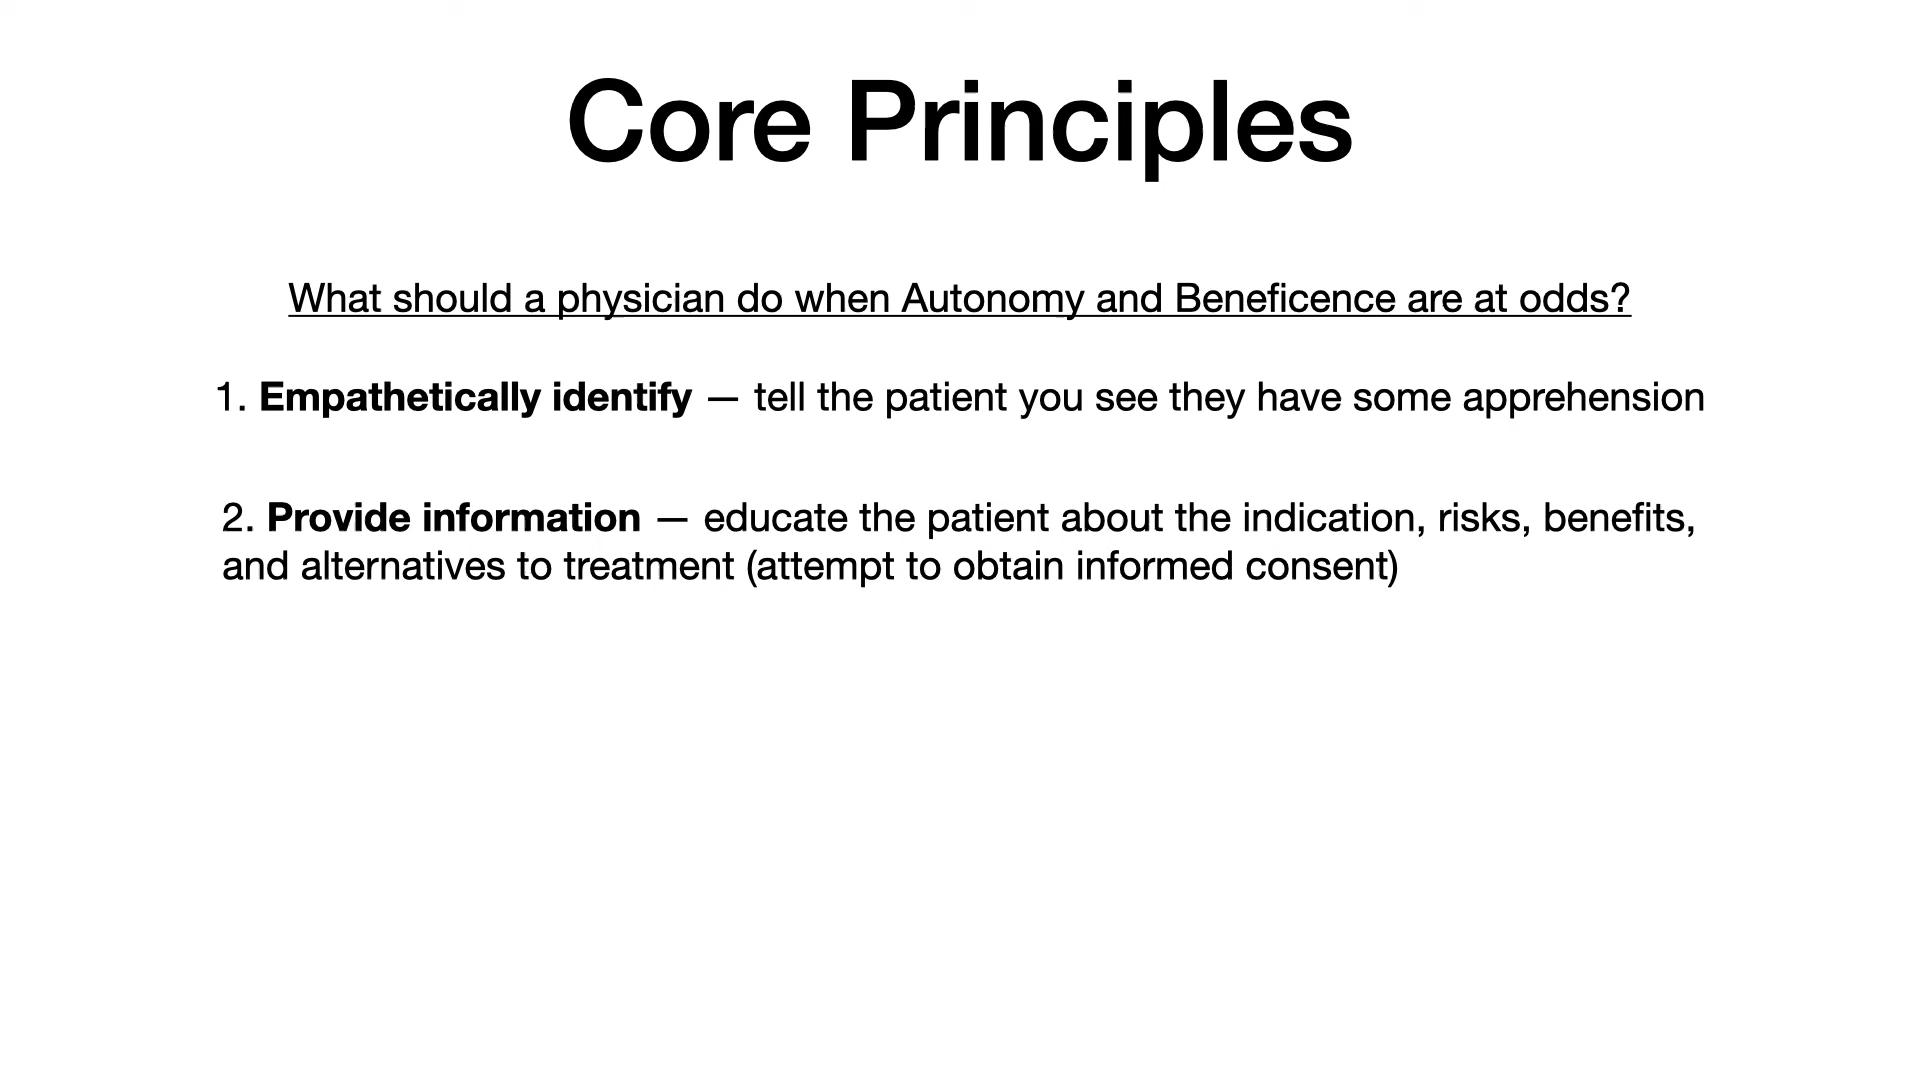 Core Principles
What should a physician do when Autonomy and Beneficence are at odds?
1. Empathetically identify — tell the patient you see they have some apprehension
2. Provide information — educate the patient about the indication, risks, benefits,
and alternatives to treatment (attempt to obtain informed consent)